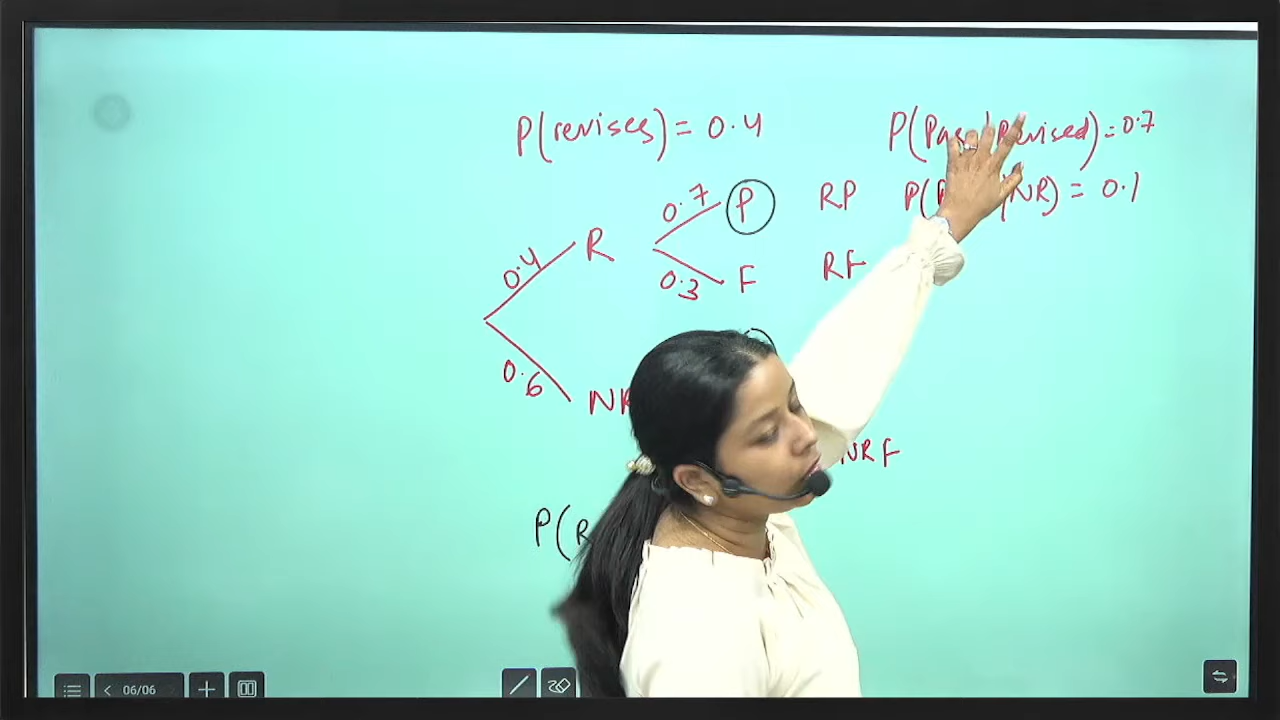 P(revises) = 0.4
P(Pass | Revised) = 0.7
0.7 P RP
P(P |NR) = 0.1
0.4 R
0.3 F RF
0.6 NR
NRF
P(R
06/06